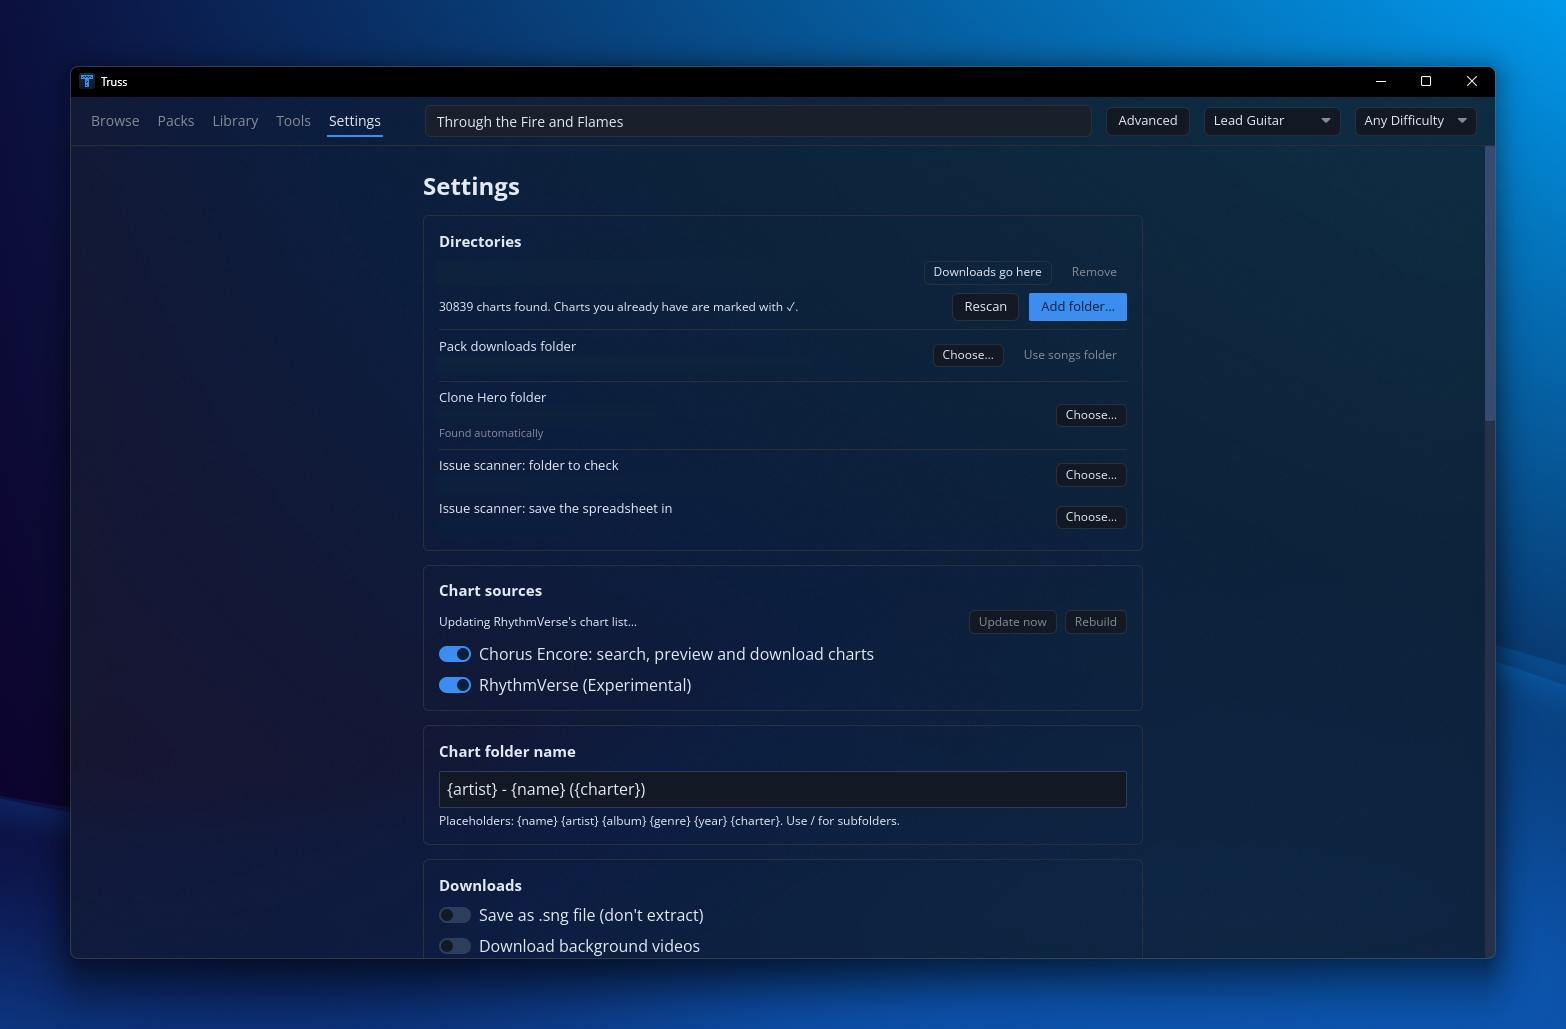 Truss
Browse Packs Library Tools Settings
Through the Fire and Flames
Advanced
Lead Guitar
Any Difficulty
Settings
Directories
Downloads go here
Remove
30839 charts found. Charts you already have are marked with ✓.
Rescan
Add folder...
Pack downloads folder
Choose...
Use songs folder
Clone Hero folder
Choose...
Found automatically
Issue scanner: folder to check
Choose...
Issue scanner: save the spreadsheet in
Choose...
Chart sources
Updating RhythmVerse's chart list...
Update now
Rebuild
Chorus Encore: search, preview and download charts
RhythmVerse (Experimental)
Chart folder name
{artist} - {name} ({charter})
Placeholders: {name} {artist} {album} {genre} {year} {charter}. Use / for subfolders.
Downloads
Save as .sng file (don't extract)
Download background videos